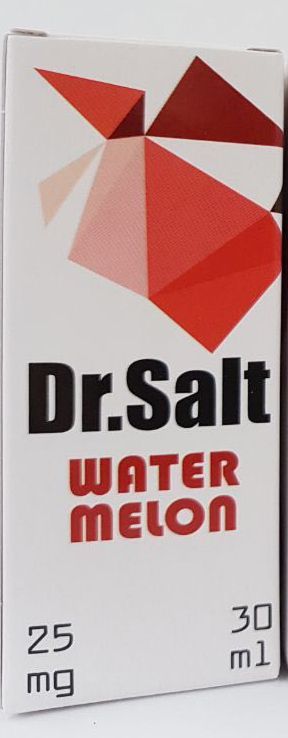 Dr.Salt
WATER
MELON
25 30
mg ml